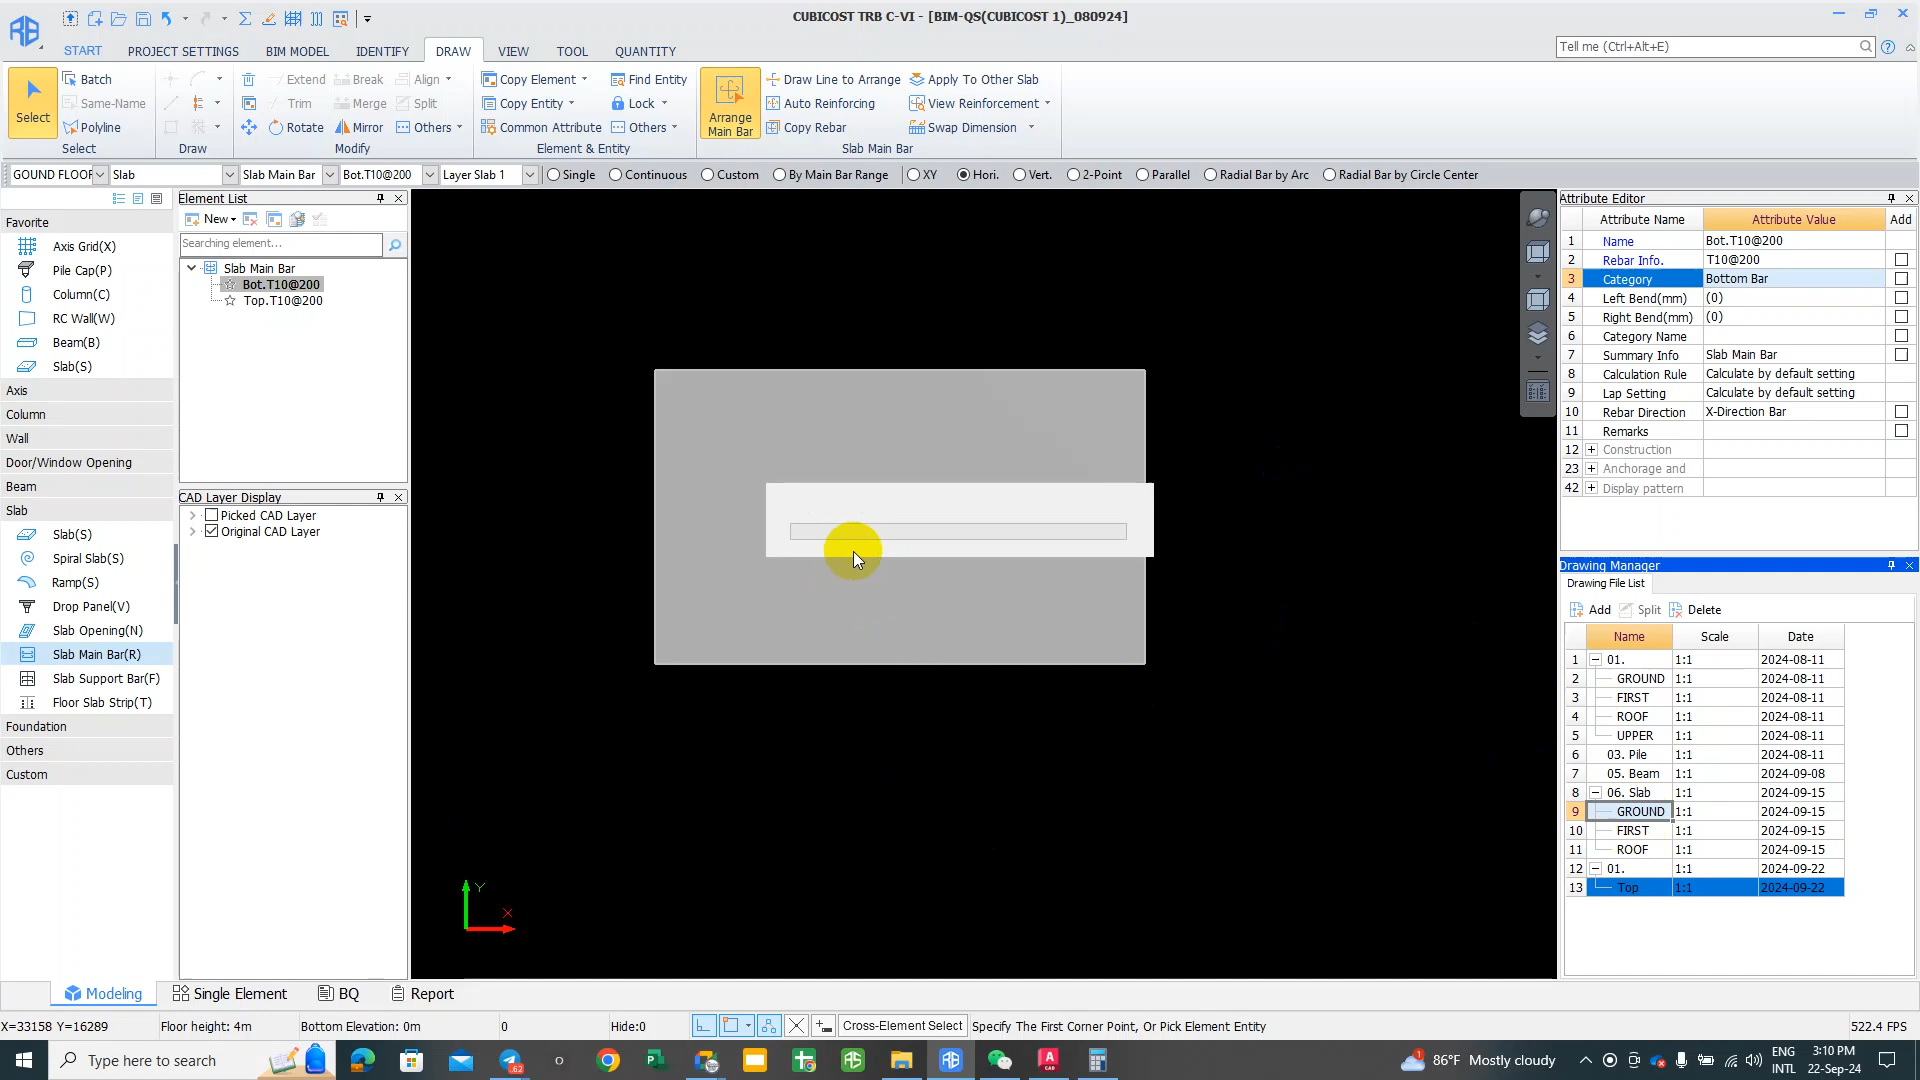 CUBICOST TRB C-VI - [BIM-QS(CUBICOST 1)_080924]
START PROJECT SETTINGS BIM MODEL IDENTIFY DRAW VIEW TOOL QUANTITY
Tell me (Ctrl+Alt+E)
Batch Extend Break Align Copy Element Find Entity Draw Line to Arrange Apply To Other Slab
Select Same-Name Trim Merge Split Copy Entity Lock Arrange Main Bar Auto Reinforcing View Reinforcement
Polyline Rotate Mirror Others Common Attribute Others Copy Rebar Swap Dimension
Select Draw Modify Element & Entity Slab Main Bar
GOUND FLOOR Slab Slab Main Bar Bot.T10@200 Layer Slab 1 Single Continuous Custom By Main Bar Range XY Hori. Vert. 2-Point Parallel Radial Bar by Arc Radial Bar by Circle Center
Favorite
Axis Grid(X)
Pile Cap(P)
Column(C)
RC Wall(W)
Beam(B)
Slab(S)
Axis
Column
Wall
Door/Window Opening
Beam
Slab
Slab(S)
Spiral Slab(S)
Ramp(S)
Drop Panel(V)
Slab Opening(N)
Slab Main Bar(R)
Slab Support Bar(F)
Floor Slab Strip(T)
Foundation
Others
Custom
Element List
New
Searching element...
Slab Main Bar
Bot.T10@200
Top.T10@200
CAD Layer Display
Picked CAD Layer
Original CAD Layer
Y
X
Attribute Editor
Attribute Name Attribute Value Add
1 Name Bot.T10@200
2 Rebar Info. T10@200
3 Category Bottom Bar
4 Left Bend(mm) (0)
5 Right Bend(mm) (0)
6 Category Name
7 Summary Info Slab Main Bar
8 Calculation Rule Calculate by default setting
9 Lap Setting Calculate by default setting
10 Rebar Direction X-Direction Bar
11 Remarks
12 Construction
23 Anchorage and
42 Display pattern
Drawing Manager
Drawing File List
Add Split Delete
Name Scale Date
1 01. 1:1 2024-08-11
2 GROUND 1:1 2024-08-11
3 FIRST 1:1 2024-08-11
4 ROOF 1:1 2024-08-11
5 UPPER 1:1 2024-08-11
6 03. Pile 1:1 2024-08-11
7 05. Beam 1:1 2024-09-08
8 06. Slab 1:1 2024-09-15
9 GROUND 1:1 2024-09-15
10 FIRST 1:1 2024-09-15
11 ROOF 1:1 2024-09-15
12 01. 1:1 2024-09-22
13 Top 1:1 2024-09-22
Modeling Single Element BQ Report
X=33158 Y=16289 Floor height: 4m Bottom Elevation: 0m 0 Hide:0 Cross-Element Select Specify The First Corner Point, Or Pick Element Entity 522.4 FPS
Type here to search 86°F Mostly cloudy ENG INTL 3:10 PM 22-Sep-24